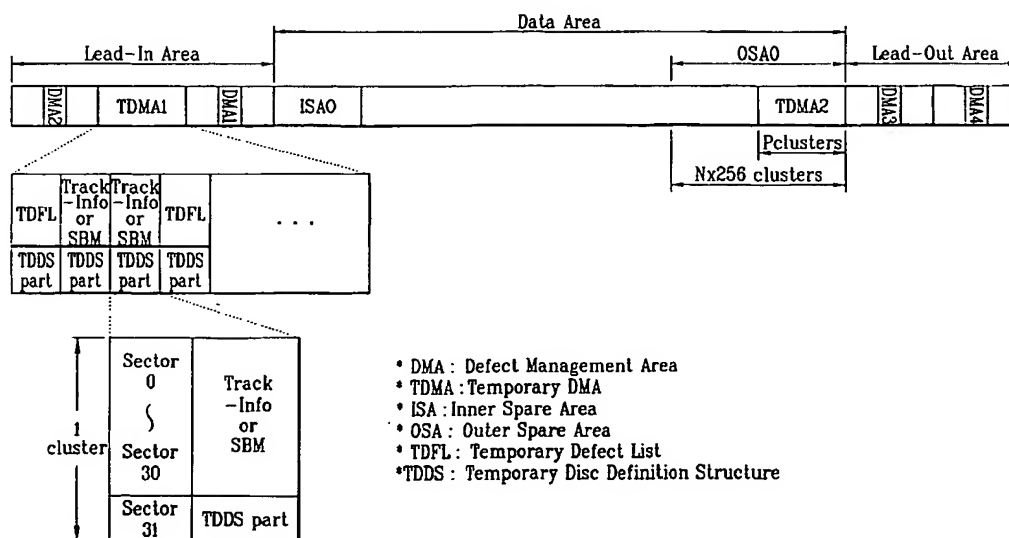 Data Area
Lead-In Area
OSA0
Lead-Out Area
DMA2
TDMA1
DMA1
ISA0
TDMA2
DMA3
DMA4
Pclusters
Nx256 clusters
TDFL
Track
-Info
or
SBM
Track
-Info
or
SBM
TDFL
. . .
TDDS
part
TDDS
part
TDDS
part
TDDS
part
1
cluster
Sector
0
Sector
30
Track
-Info
or
SBM
Sector
31
TDDS part
* DMA : Defect Management Area
* TDMA : Temporary DMA
* ISA : Inner Spare Area
* OSA : Outer Spare Area
* TDFL : Temporary Defect List
*TDDS : Temporary Disc Definition Structure